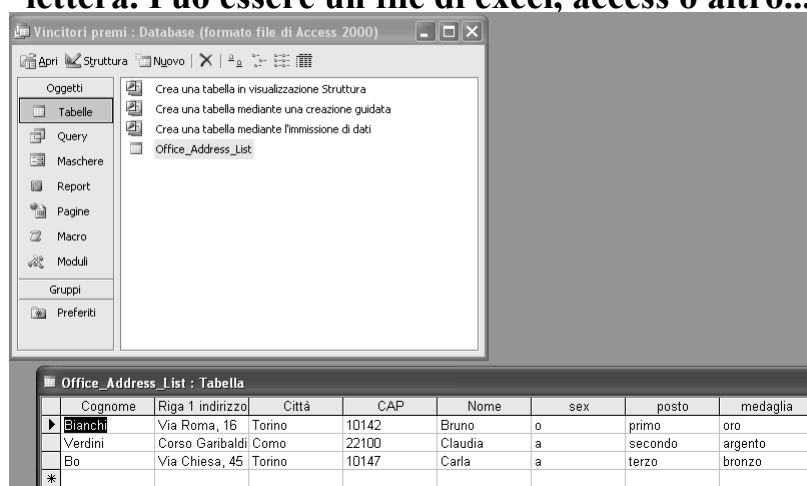 lettera. Può essere un file di excel, access o altro...
Vincitori premi : Database (formato file di Access 2000)
Apri Struttura Nuovo
Oggetti
Tabelle
Query
Maschere
Report
Pagine
Macro
Moduli
Gruppi
Preferiti
Crea una tabella in visualizzazione Struttura
Crea una tabella mediante una creazione guidata
Crea una tabella mediante l'immissione di dati
Office_Address_List
Office_Address_List : Tabella
Cognome Riga 1 indirizzo Città CAP Nome sex posto medaglia
Bianchi Via Roma, 16 Torino 10142 Bruno o primo oro
Verdini Corso Garibaldi Como 22100 Claudia a secondo argento
Bo Via Chiesa, 45 Torino 10147 Carla a terzo bronzo